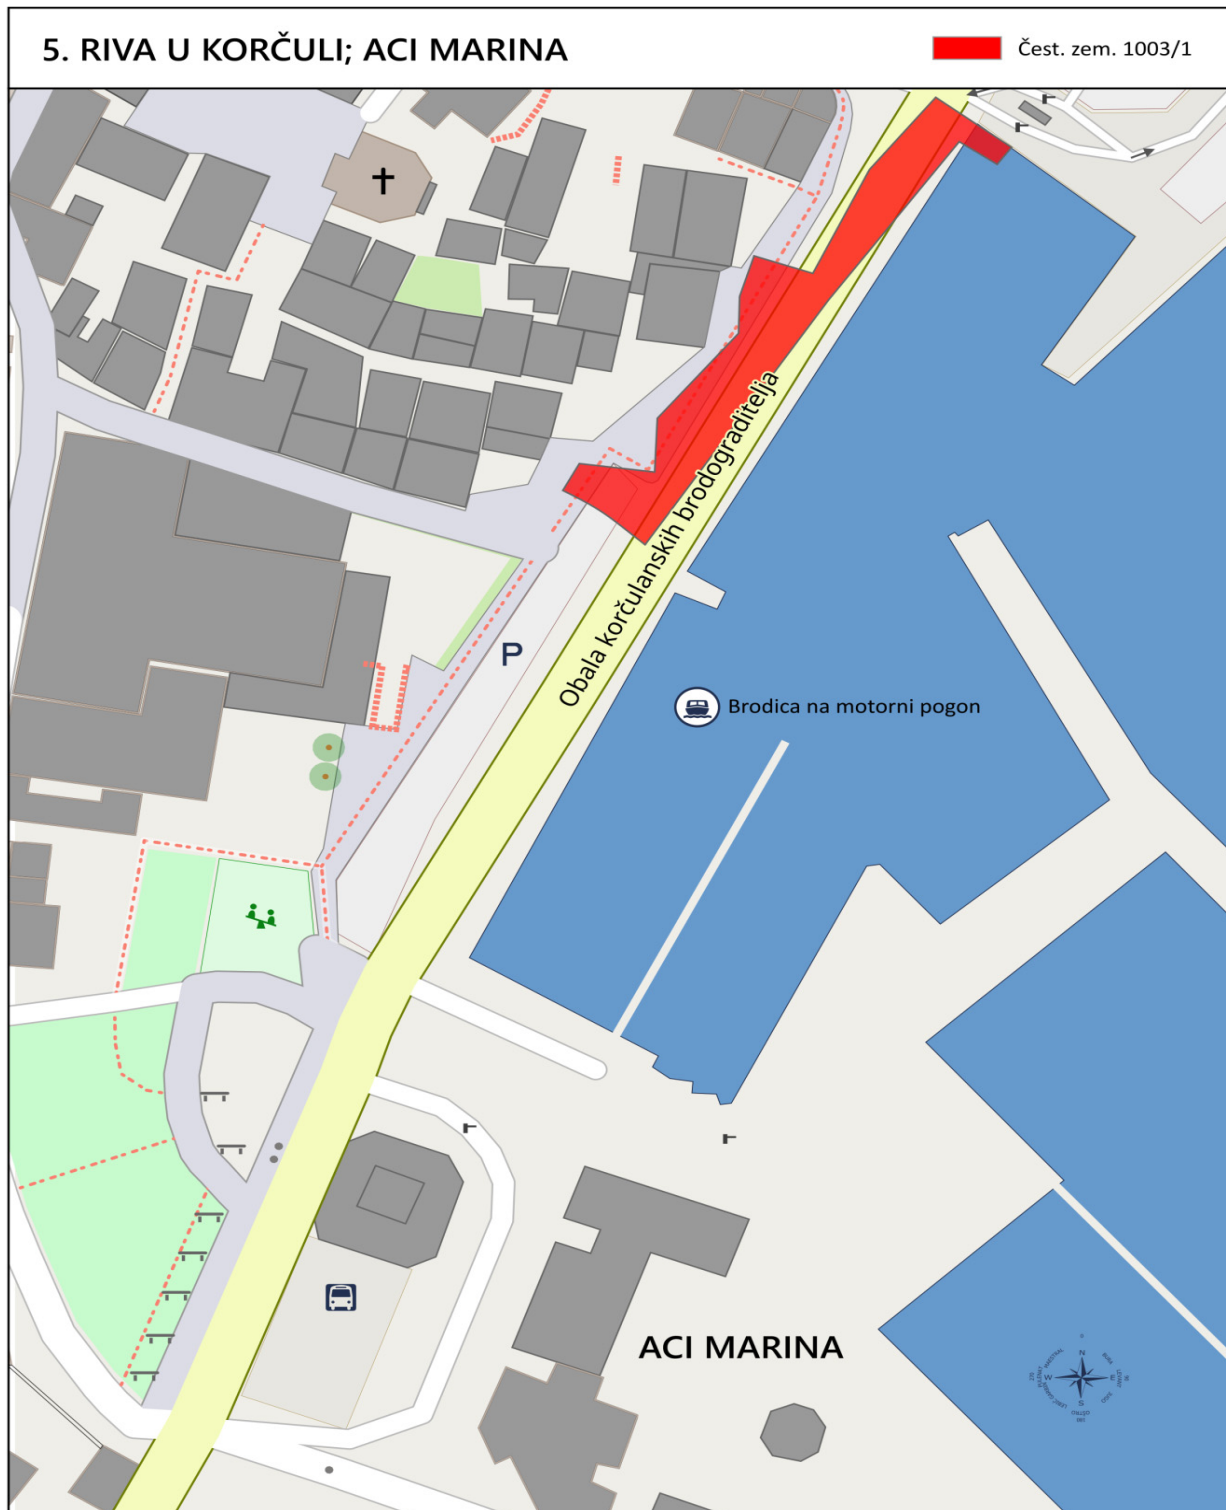 5. RIVA U KORČULI; ACI MARINA
Čest. zem. 1003/1
Obala korčulanskih brodograditelja
P
Brodica na motorni pogon
ACI MARINA
N
W
E
S